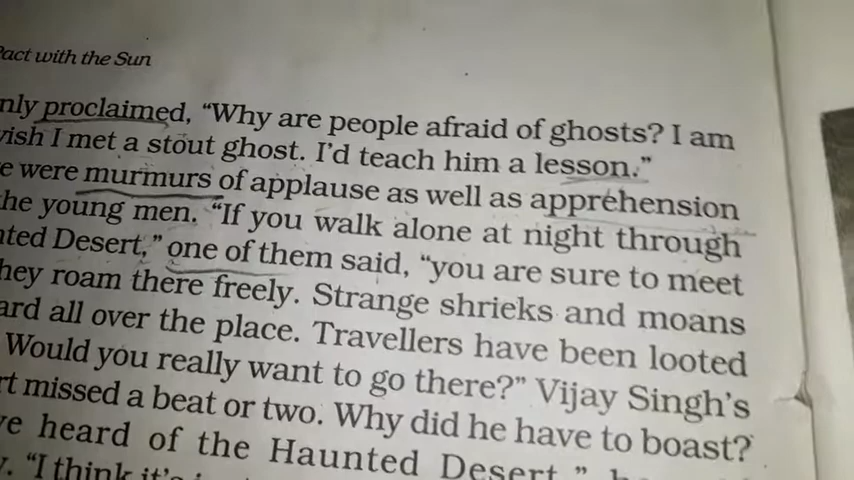 Pact with the Sun
nly proclaimed, “Why are people afraid of ghosts? I am
wish I met a stout ghost. I’d teach him a lesson.”
e were murmurs of applause as well as apprehension
he young men. “If you walk alone at night through
nted Desert,” one of them said, “you are sure to meet
hey roam there freely. Strange shrieks and moans
ard all over the place. Travellers have been looted
Would you really want to go there?” Vijay Singh’s
rt missed a beat or two. Why did he have to boast?
ve heard of the Haunted Desert,”
“I think it’s